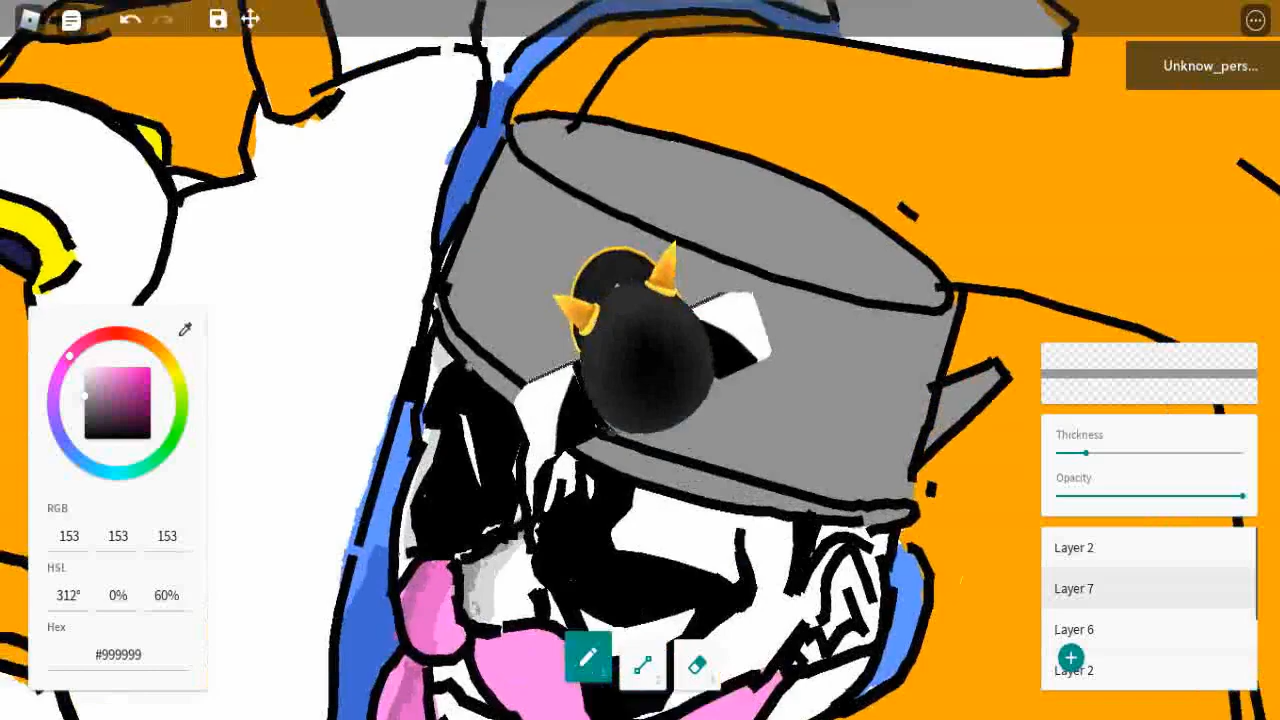 Unknow_pers...
RGB
153 153 153
HSL
312° 0% 60%
Hex
#999999
Thickness
Opacity
Layer 2
Layer 7
Layer 6
Layer 2